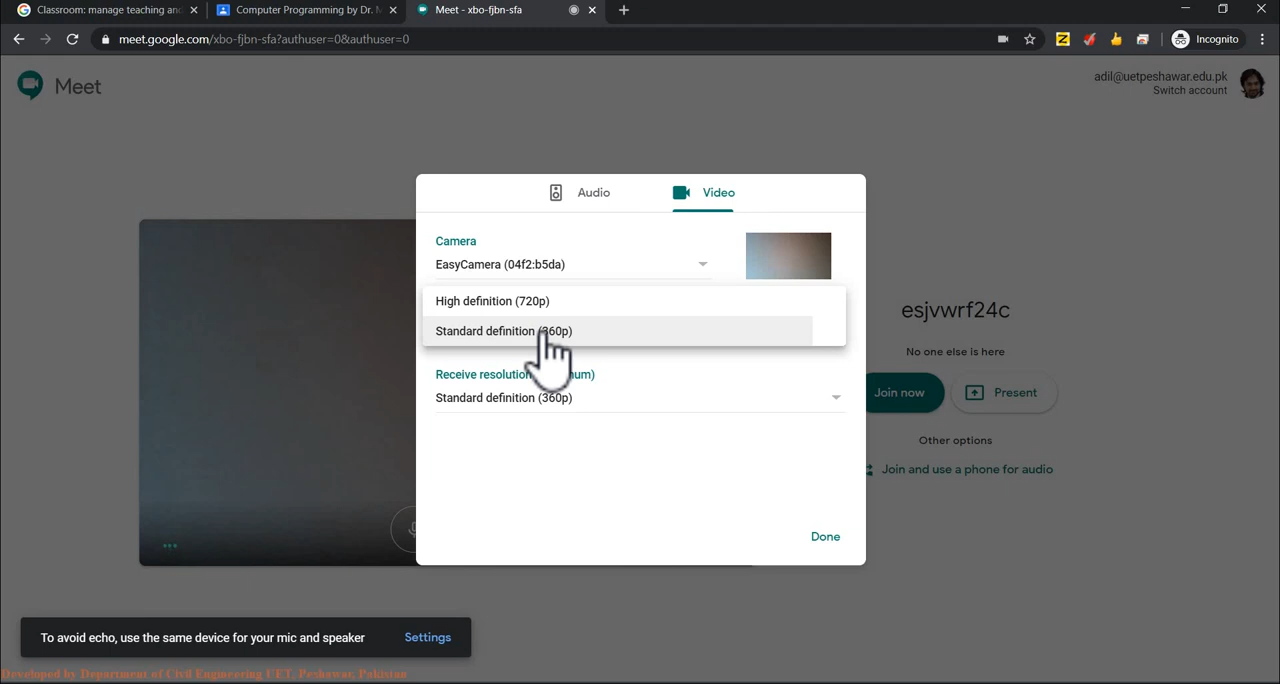 Classroom: manage teaching and
Computer Programming by Dr. M
Meet - xbo-fjbn-sfa
meet.google.com/xbo-fjbn-sfa?authuser=0&authuser=0
Incognito
Meet
adil@uetpeshawar.edu.pk
Switch account
Audio
Video
Camera
EasyCamera (04f2:b5da)
High definition (720p)
Standard definition (360p)
Receive resolution
Standard definition (360p)
Done
esjvwrf24c
No one else is here
Join now
Present
Other options
Join and use a phone for audio
To avoid echo, use the same device for your mic and speaker
Settings
Developed by Department of Civil Engineering UET, Peshawar, Pakistan